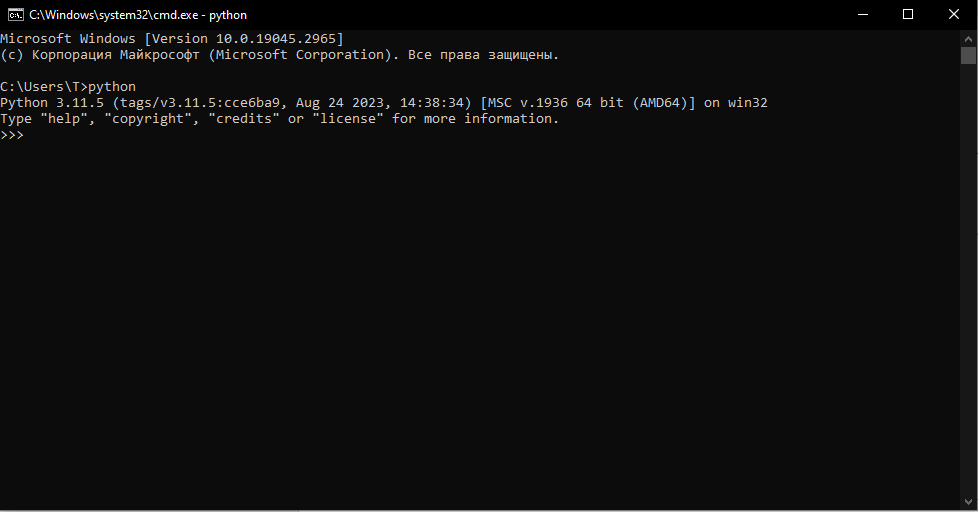 C:\Windows\system32\cmd.exe - python
Microsoft Windows [Version 10.0.19045.2965]
(c) Корпорация Майкрософт (Microsoft Corporation). Все права защищены.
C:\Users\T>python
Python 3.11.5 (tags/v3.11.5:cce6ba9, Aug 24 2023, 14:38:34) [MSC v.1936 64 bit (AMD64)] on win32
Type "help", "copyright", "credits" or "license" for more information.
>>>